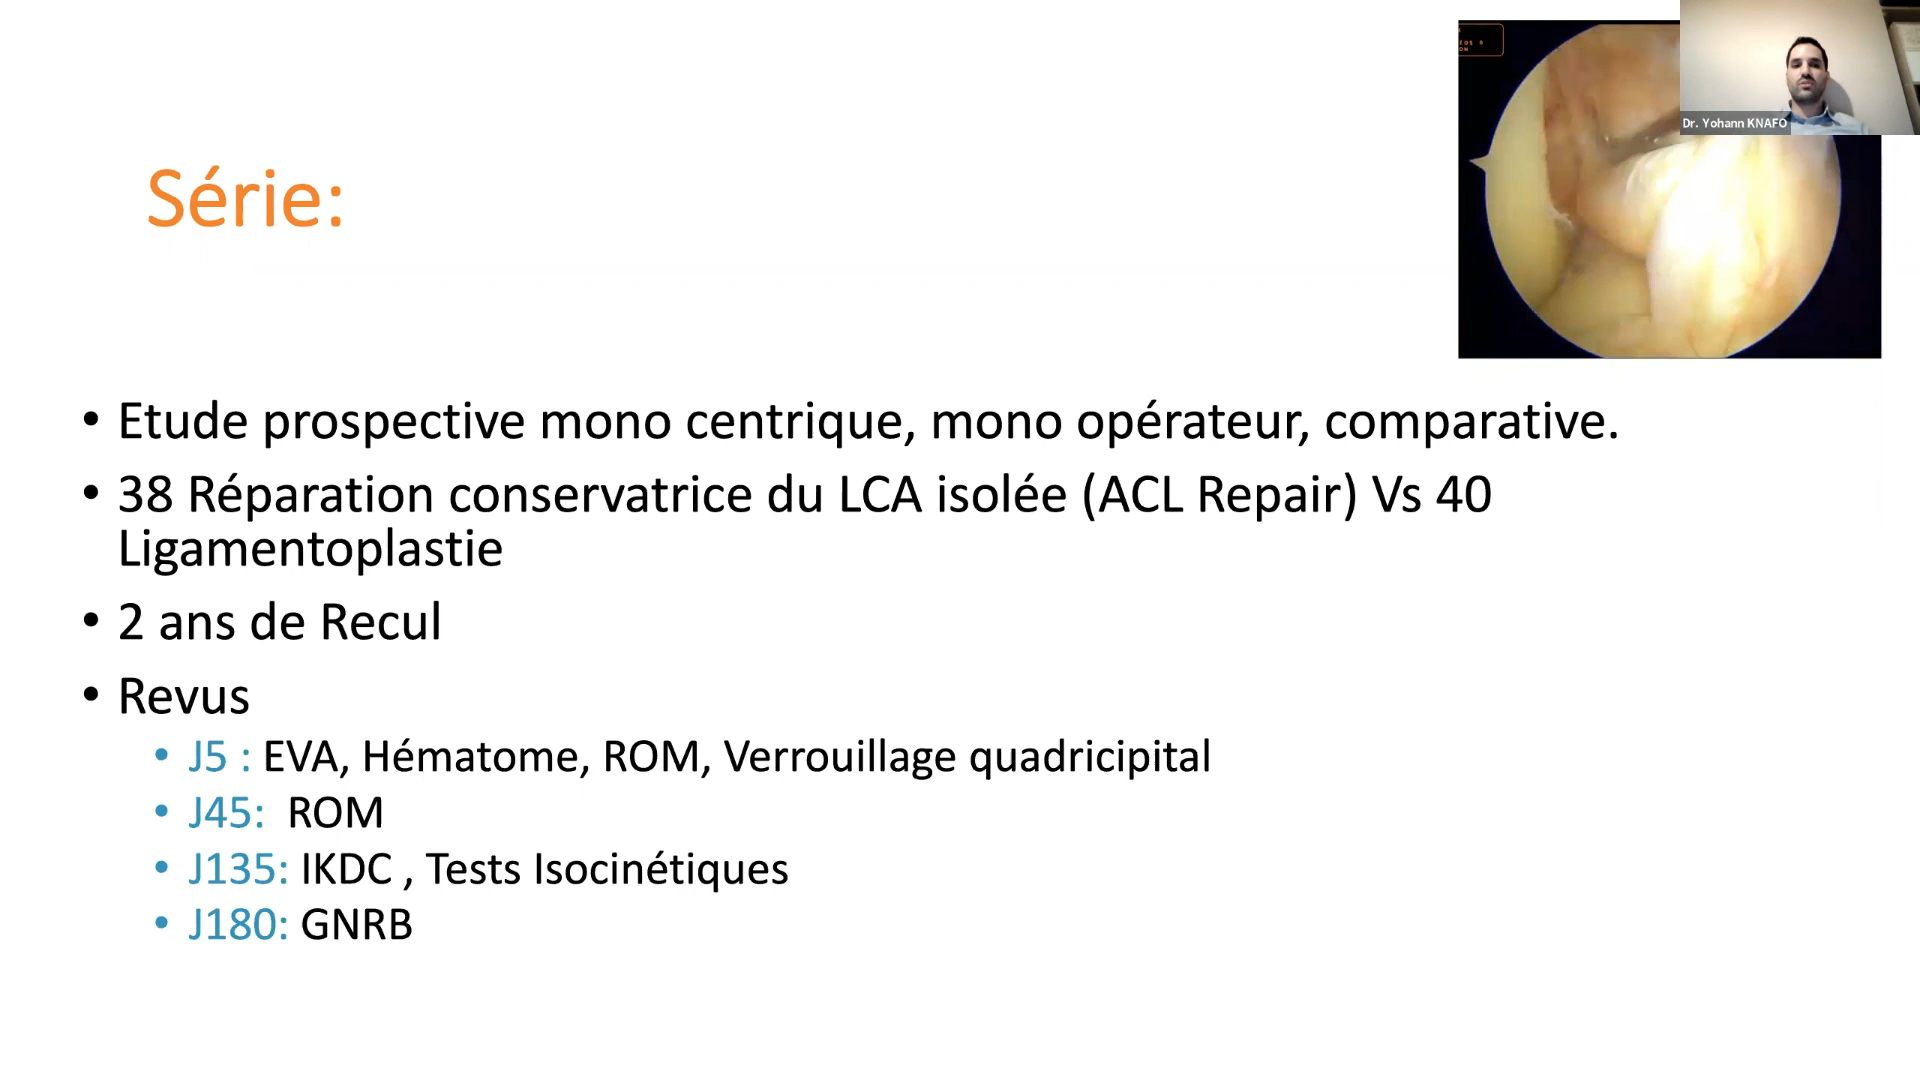 Dr. Yohann KNAFO
Série:
• Etude prospective mono centrique, mono opérateur, comparative.
• 38 Réparation conservatrice du LCA isolée (ACL Repair) Vs 40
Ligamentoplastie
• 2 ans de Recul
• Revus
• J5 : EVA, Hématome, ROM, Verrouillage quadricipital
• J45: ROM
• J135: IKDC , Tests Isocinétiques
• J180: GNRB